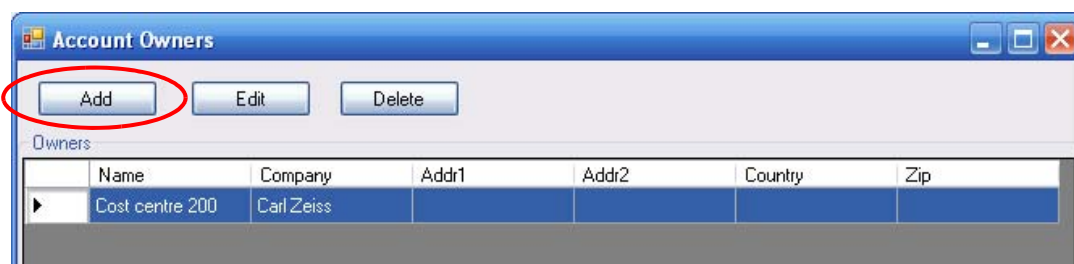 Account Owners
Add Edit Delete
Owners
Name Company Addr1 Addr2 Country Zip
Cost centre 200 Carl Zeiss